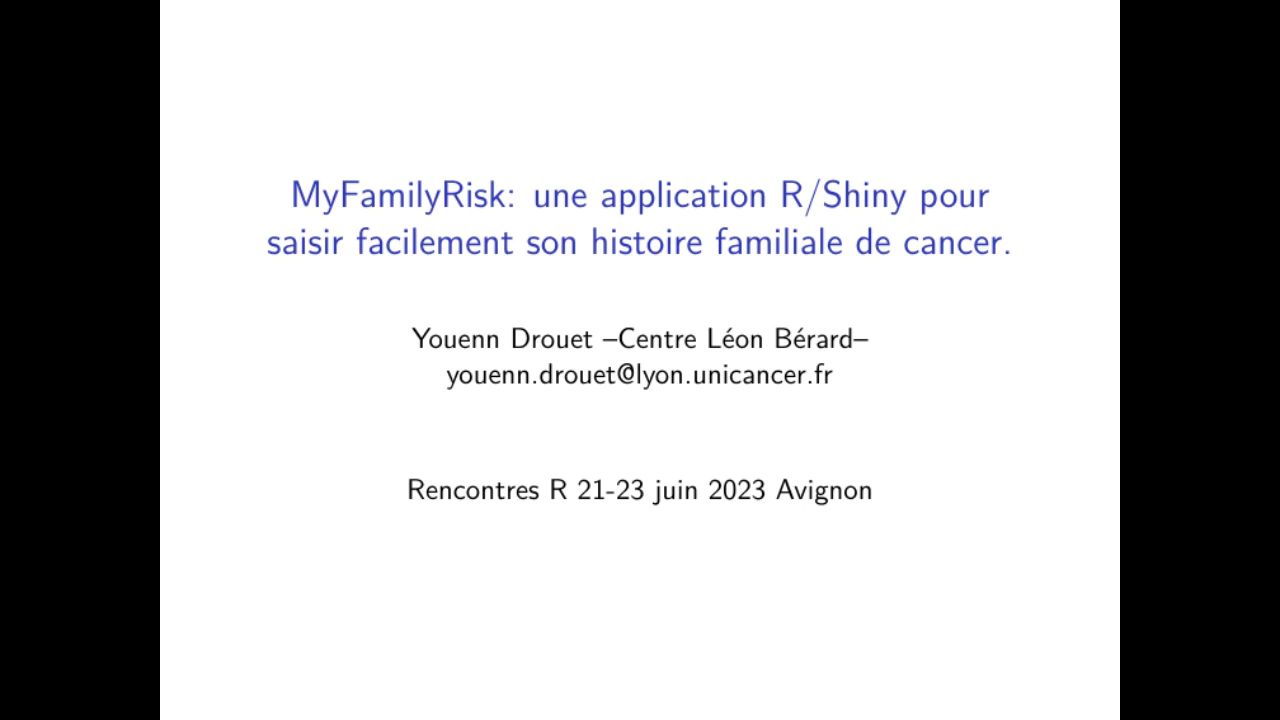 MyFamilyRisk: une application R/Shiny pour
saisir facilement son histoire familiale de cancer.
Youenn Drouet –Centre Léon Bérard–
youenn.drouet@lyon.unicancer.fr
Rencontres R 21-23 juin 2023 Avignon